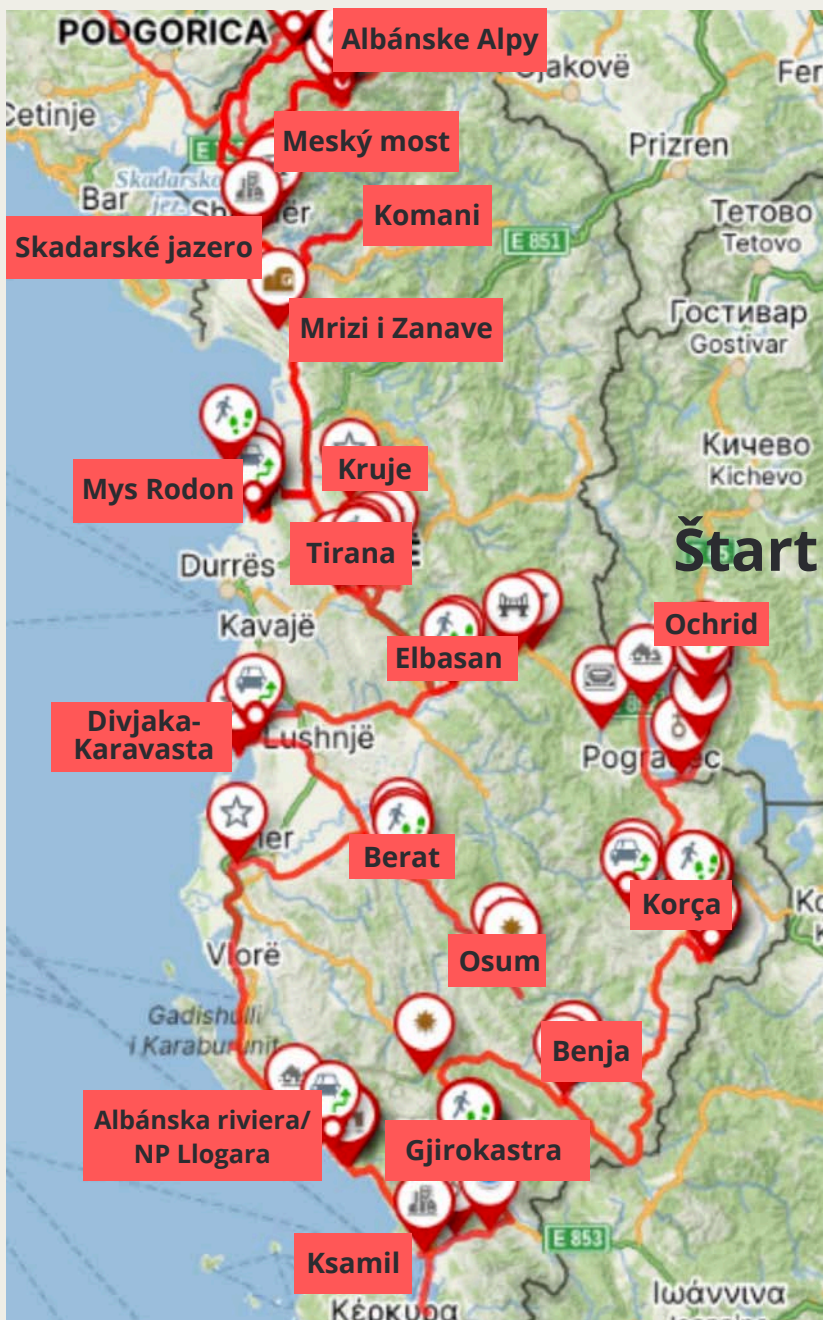 PODGORICA
Albánske Alpy
Gjakovë
Cetinje
Meský most
Prizren
Bar
Komani
Тетово
Tetovo
E 851
Skadarské jazero
Mrizi i Zanave
Гостивар
Gostivar
Кичево
Kichevo
Kruje
Mys Rodon
Štart
Tirana
Durrës
Kavajë
Ochrid
Elbasan
Divjaka-
Karavasta
Lushnjë
Berat
Korça
Osum
Vlorë
Gadishulli
i Karaburunit
Benja
Albánska riviera/
NP Llogara
Gjirokastra
E 853
Ksamil
Ιωάννινα
Κέρκυρα